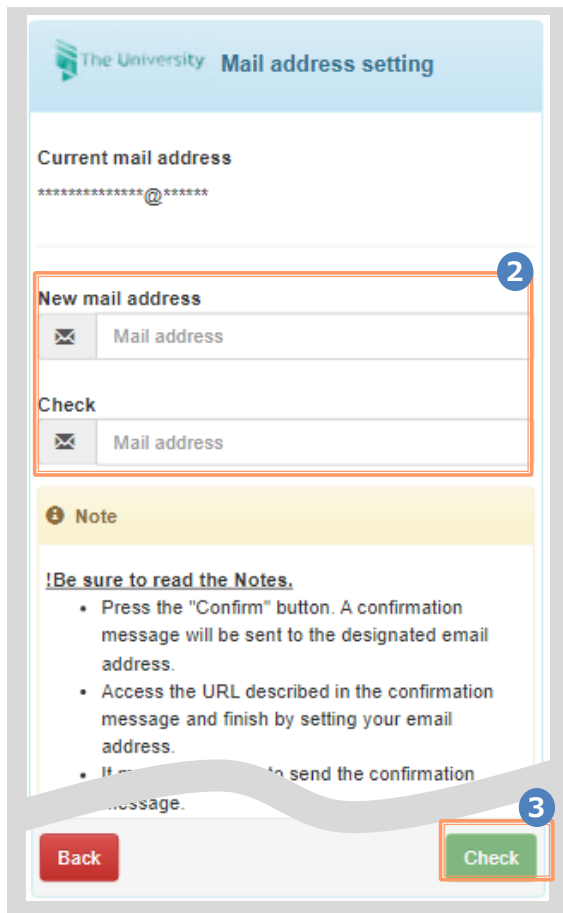 The University Mail address setting
Current mail address
**************@******
2
New mail address
Mail address
Check
Mail address
Note
!Be sure to read the Notes.
• Press the "Confirm" button. A confirmation
message will be sent to the designated email
address.
• Access the URL described in the confirmation
message and finish by setting your email
address.
• It send the confirmation
message.
3
Back
Check